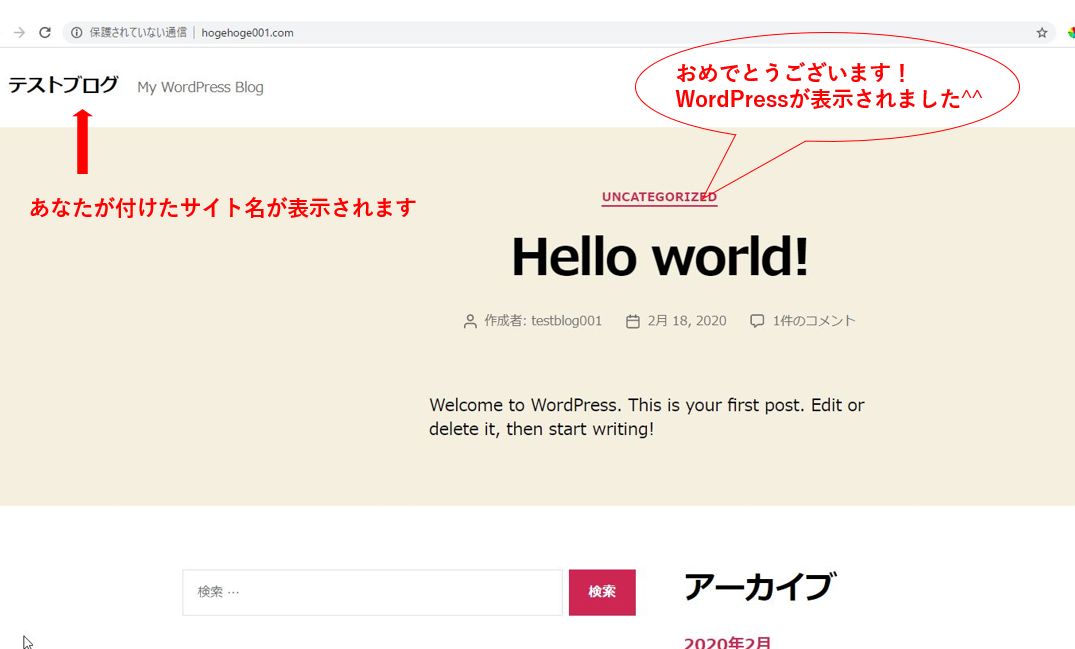 保護されていない通信 | hogehoge001.com
テストブログ My WordPress Blog
おめでとうございます！
WordPressが表示されました^^
あなたが付けたサイト名が表示されます
UNCATEGORIZED
Hello world!
作成者: testblog001 2月 18, 2020 1件のコメント
Welcome to WordPress. This is your first post. Edit or
delete it, then start writing!
検索 …
検索
アーカイブ
2020年2月